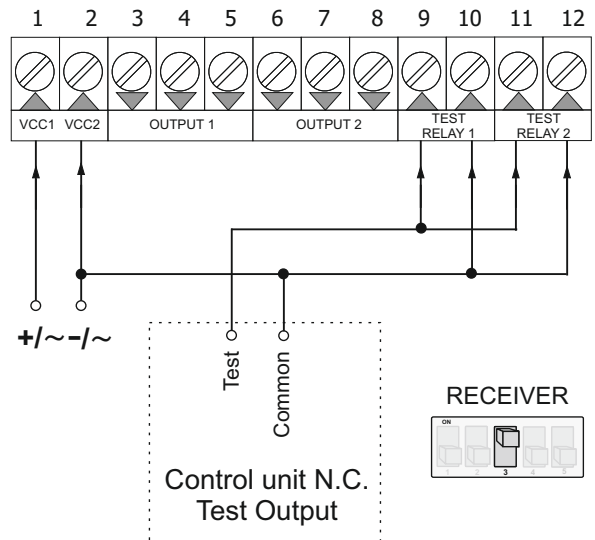 1 2 3 4 5 6 7 8 9 10 11 12
VCC1 VCC2 OUTPUT 1 OUTPUT 2 TEST RELAY 1 TEST RELAY 2
+/~ -/~
Test
Common
Control unit N.C.
Test Output
RECEIVER
ON
1 2 3 4 5